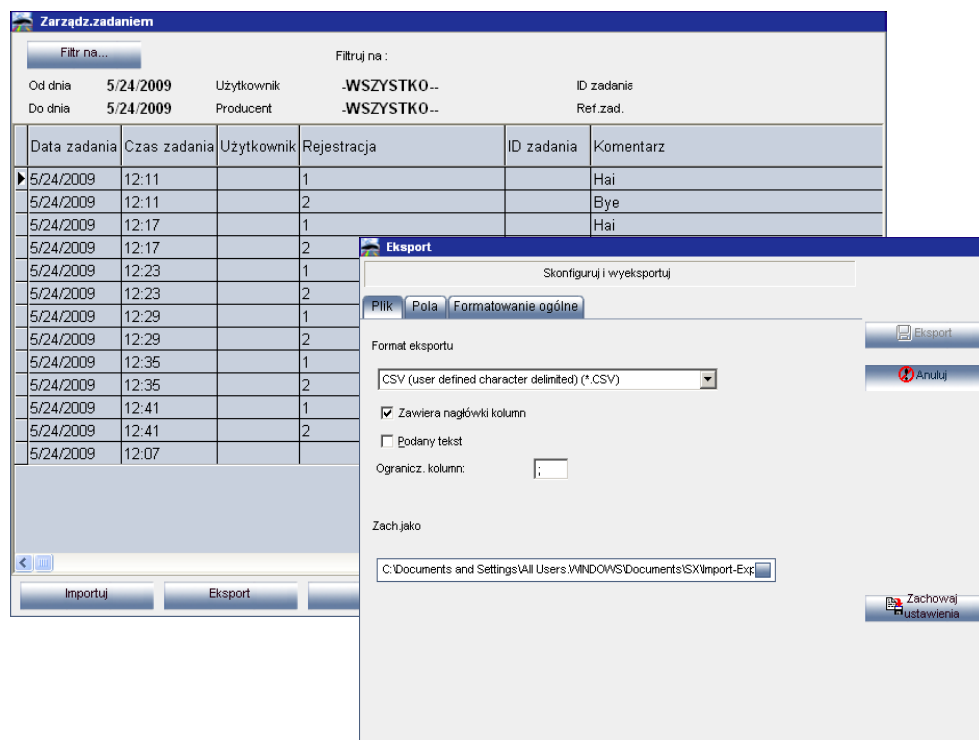 Zarządz.zadaniem
Filtr na...
Filtruj na :
Od dnia 5/24/2009 Użytkownik -WSZYSTKO-- ID zadania
Do dnia 5/24/2009 Producent -WSZYSTKO-- Ref.zad.
Data zadania Czas zadania Użytkownik Rejestracja ID zadania Komentarz
5/24/2009 12:11 1 Hai
5/24/2009 12:11 2 Bye
5/24/2009 12:17 1 Hai
5/24/2009 12:17 2
5/24/2009 12:23 1
5/24/2009 12:23 2
5/24/2009 12:29 1
5/24/2009 12:29 2
5/24/2009 12:35 1
5/24/2009 12:35 2
5/24/2009 12:41 1
5/24/2009 12:41 2
5/24/2009 12:07
Importuj Eksport
Eksport
Skonfiguruj i wyeksportuj
Plik Pola Formatowanie ogólne
Eksport
Format eksportu
Anuluj
CSV (user defined character delimited) (*.CSV)
Zawiera nagłówki kolumn
Podany tekst
Ogranicz. kolumn: ;
Zach.jako
C:\Documents and Settings\All Users.WINDOWS\Documents\SX\Import-Exp
Zachowaj
ustawienia